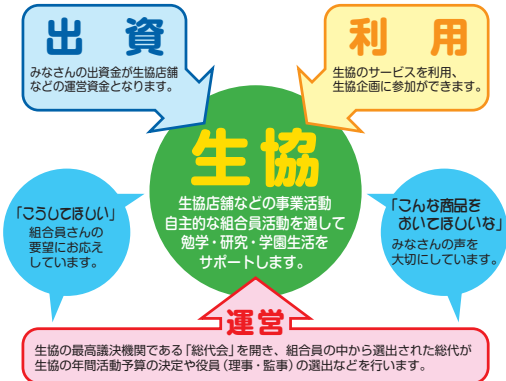 出資
みなさんの出資金が生協店舗
などの運営資金となります。
利用
生協のサービスを利用、
生協企画に参加ができます。
生協
生協店舗などの事業活動
自主的な組合員活動を通して
勉学・研究・学園生活を
サポートします。
「こうしてほしい」
組合員さんの
要望にお応え
しています。
「こんな商品を
おいてほしいな」
みなさんの声を
大切にしています。
運営
生協の最高議決機関である「総代会」を開き、組合員の中から選出された総代が
生協の年間活動予算の決定や役員(理事・監事)の選出などを行います。